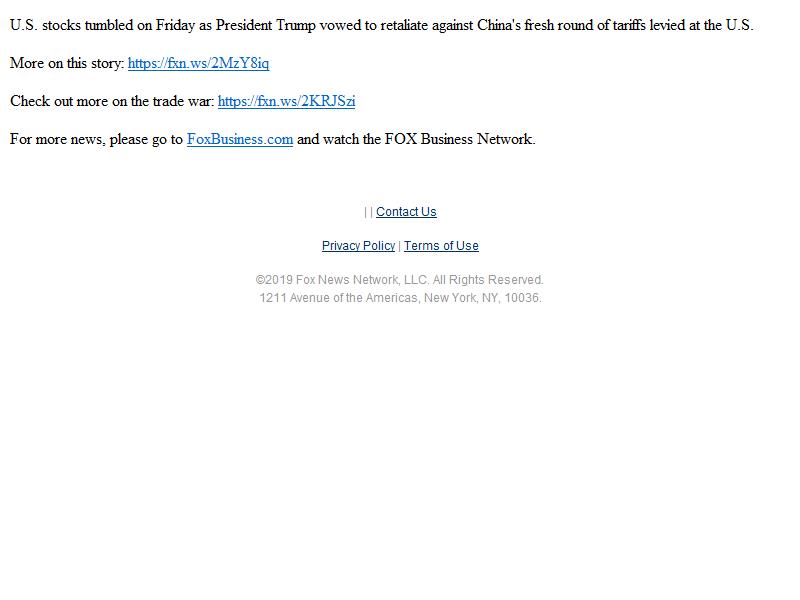 U.S. stocks tumbled on Friday as President Trump vowed to retaliate against China's fresh round of tariffs levied at the U.S.
More on this story: https://fxn.ws/2MzY8iq
Check out more on the trade war: https://fxn.ws/2KRJSzi
For more news, please go to FoxBusiness.com and watch the FOX Business Network.
| | Contact Us
Privacy Policy | Terms of Use
©2019 Fox News Network, LLC. All Rights Reserved.
1211 Avenue of the Americas, New York, NY, 10036.